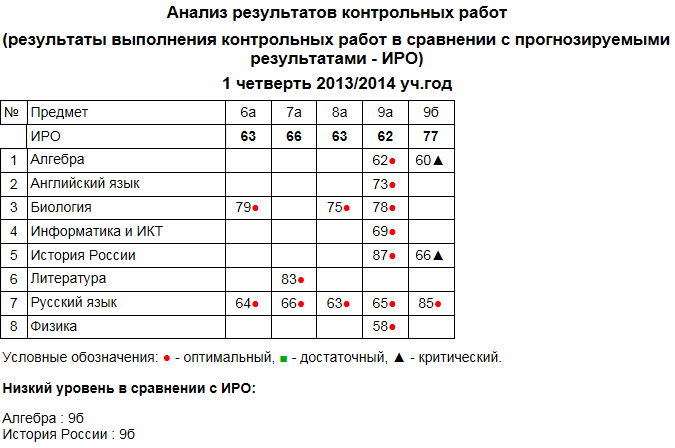 Анализ результатов контрольных работ
(результаты выполнения контрольных работ в сравнении с прогнозируемыми
результатами - ИРО)
1 четверть 2013/2014 уч.год
№ Предмет 6а 7а 8а 9а 9б
ИРО 63 66 63 62 77
1 Алгебра 62● 60▲
2 Английский язык 73●
3 Биология 79● 75● 78●
4 Информатика и ИКТ 69●
5 История России 87● 66▲
6 Литература 83●
7 Русский язык 64● 66● 63● 65● 85●
8 Физика 58●
Условные обозначения: ● - оптимальный, ■ - достаточный, ▲ - критический.
Низкий уровень в сравнении с ИРО:
Алгебра : 9б
История России : 9б